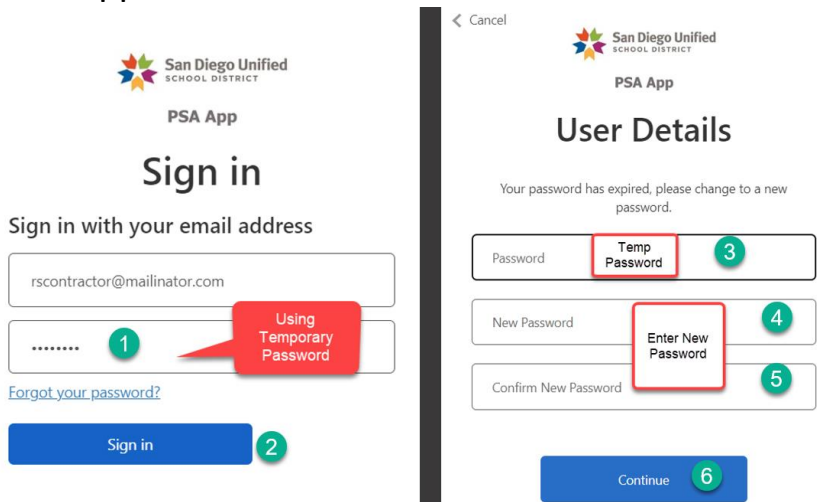 San Diego Unified
SCHOOL DISTRICT
PSA App
Sign in
Sign in with your email address
rscontractor@mailinator.com
........
1
Using
Temporary
Password
Forgot your password?
Sign in
2
Cancel
San Diego Unified
SCHOOL DISTRICT
PSA App
User Details
Your password has expired, please change to a new
password.
Password
Temp
Password
3
New Password
4
Enter New
Password
Confirm New Password
5
Continue
6